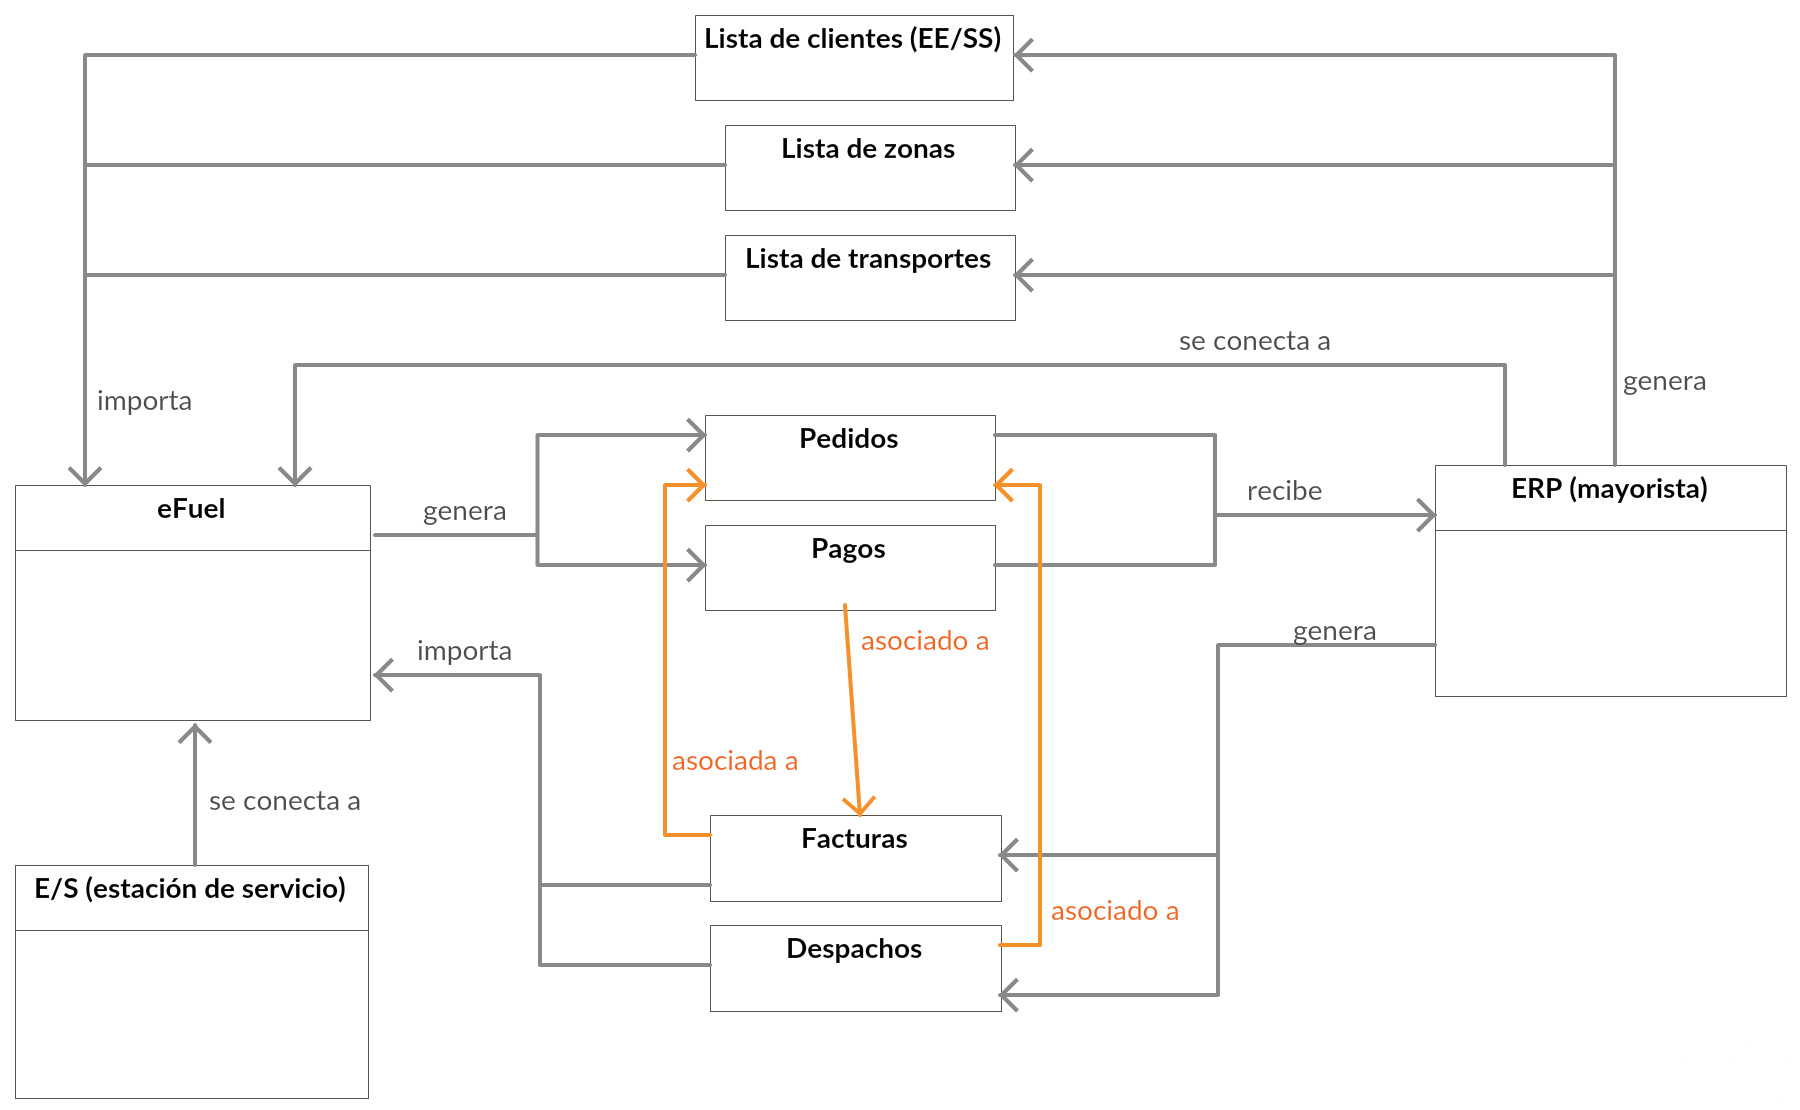 Lista de clientes (EE/SS)
Lista de zonas
Lista de transportes
se conecta a
genera
importa
Pedidos
eFuel
genera
recibe
ERP (mayorista)
Pagos
asociado a
genera
importa
asociada a
se conecta a
Facturas
E/S (estación de servicio)
asociado a
Despachos